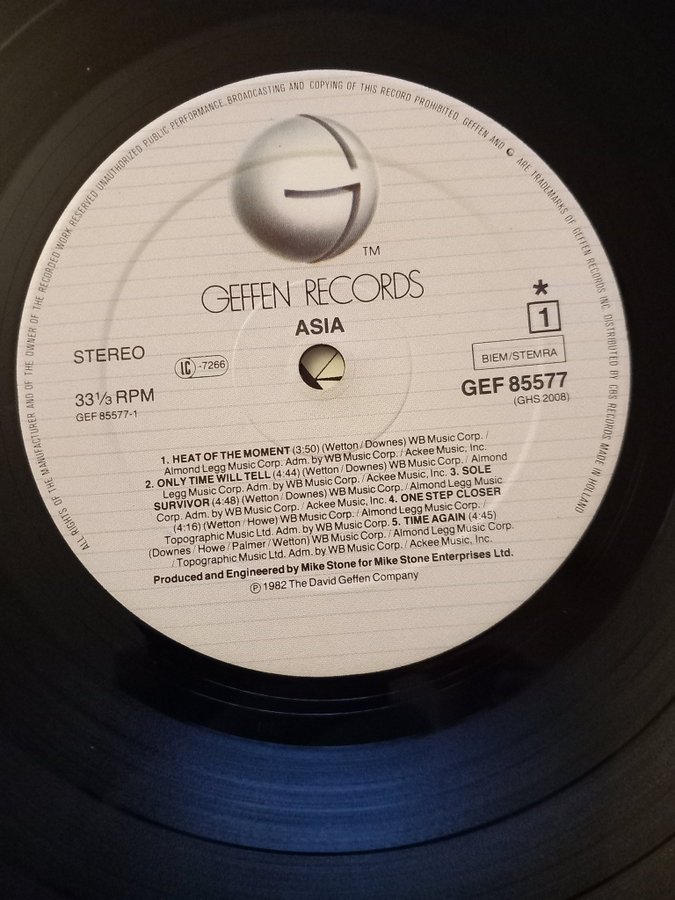 ALL RIGHTS OF THE MANUFACTURER AND OF THE OWNER OF THE RECORDED WORK RESERVED UNAUTHORIZED PUBLIC PERFORMANCE, BROADCASTING AND COPYING OF THIS RECORD PROHIBITED. GEFFEN AND G ARE TRADEMARKS OF GEFFEN RECORDS INC. DISTRIBUTED BY CBS RECORDS MADE IN HOLLAND
G
TM
GEFFEN RECORDS
ASIA
STEREO
LC -7266
*
1
BIEM/STEMRA
33 1/3 RPM
GEF 85577-1
GEF 85577
(GHS 2008)
1. HEAT OF THE MOMENT (3:50) (Wetton/Downes) WB Music Corp. /
Almond Legg Music Corp. Adm. by WB Music Corp. / Ackee Music, Inc.
2. ONLY TIME WILL TELL (4:44) (Wetton/Downes) WB Music Corp. / Almond
Legg Music Corp. Adm. by WB Music Corp. / Ackee Music, Inc. 3. SOLE
SURVIVOR (4:48) (Wetton/Downes) WB Music Corp. / Almond Legg Music
Corp. Adm. by WB Music Corp. / Ackee Music, Inc. 4. ONE STEP CLOSER
(4:16) (Wetton/Howe) WB Music Corp. / Almond Legg Music Corp. /
Topographic Music Ltd. Adm. by WB Music Corp. 5. TIME AGAIN (4:45)
(Downes/Howe/Palmer/Wetton) WB Music Corp. / Almond Legg Music Corp.
/ Topographic Music Ltd. Adm. by WB Music Corp. / Ackee Music, Inc.
Produced and Engineered by Mike Stone for Mike Stone Enterprises Ltd.
Ⓟ 1982 The David Geffen Company